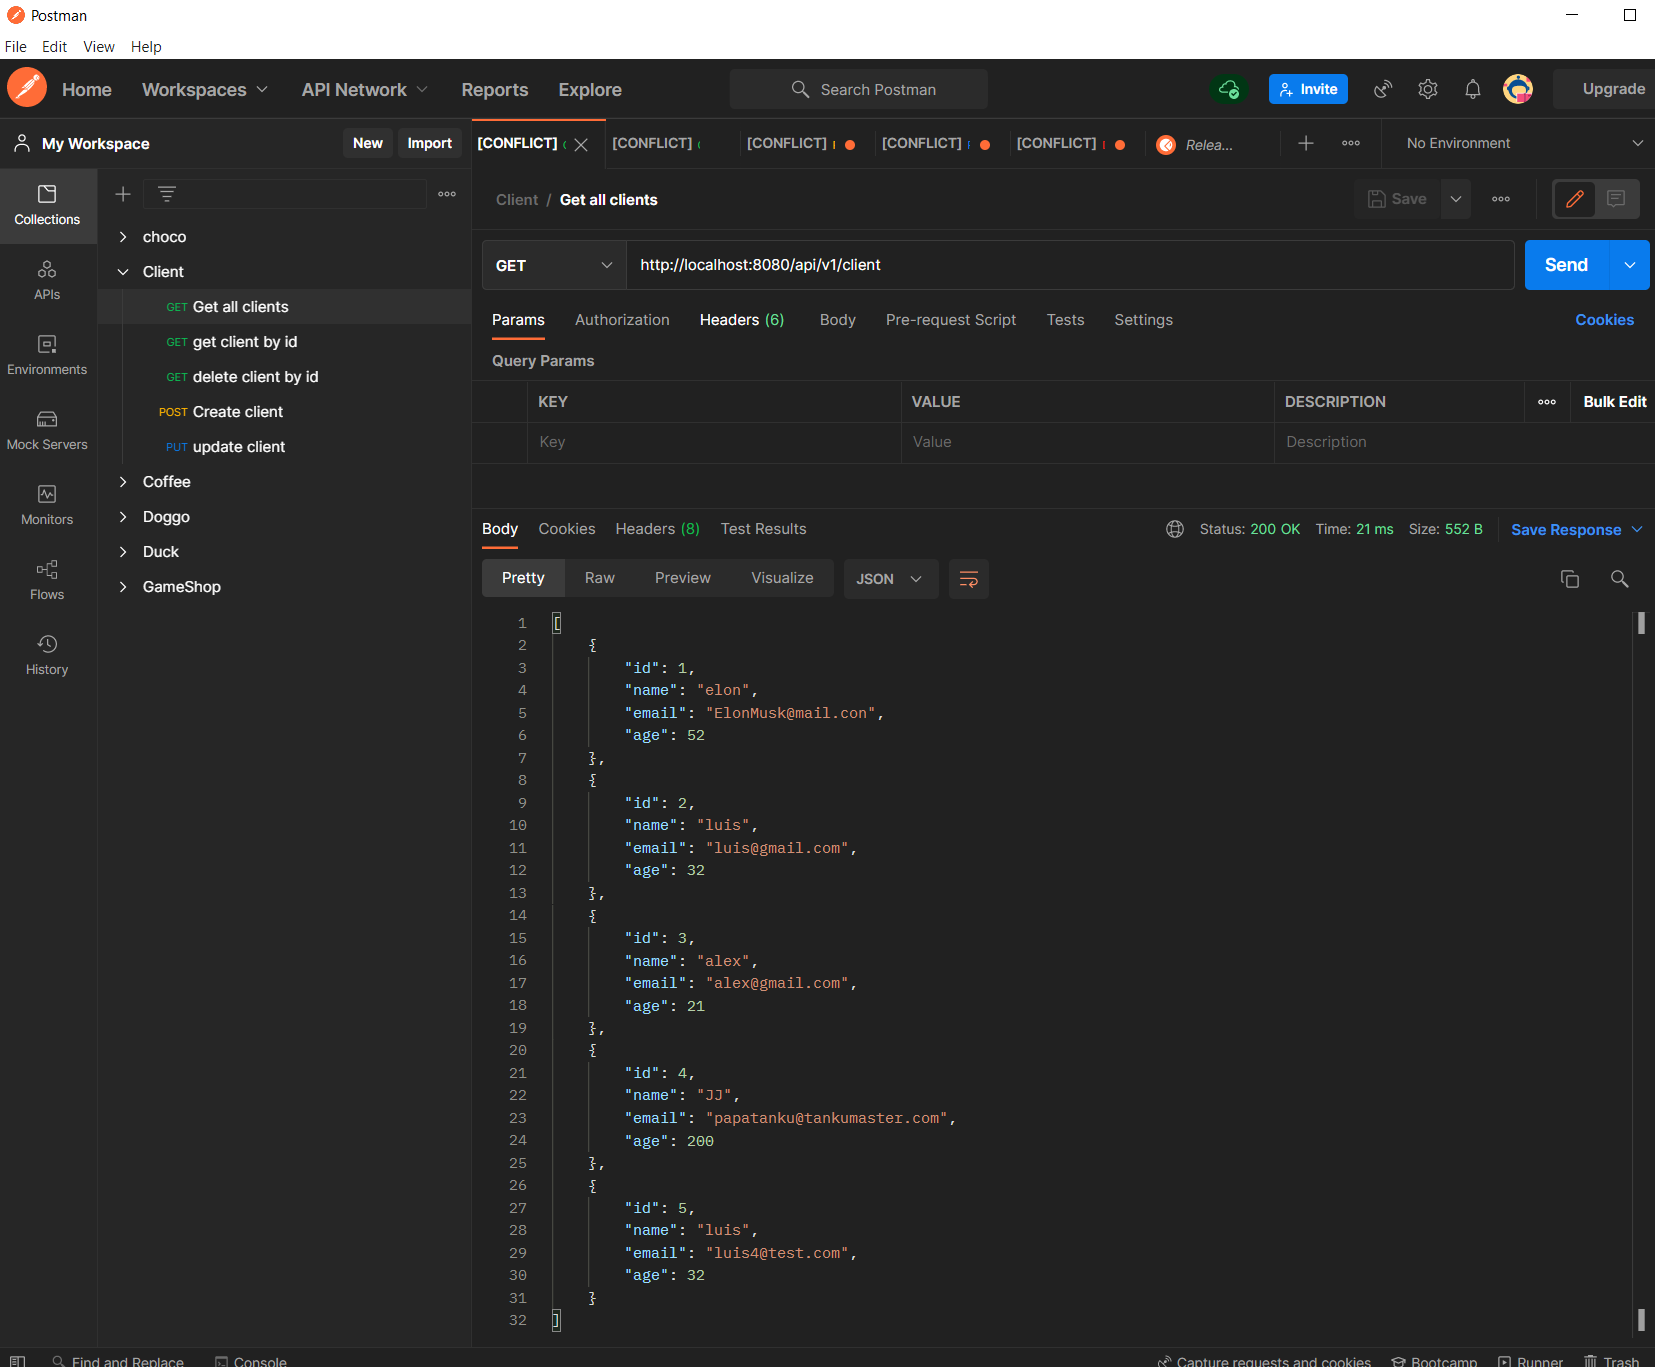 Postman
File Edit View Help
Home Workspaces API Network Reports Explore Search Postman Invite Upgrade
My Workspace New Import [CONFLICT] [CONFLICT] [CONFLICT] [CONFLICT] [CONFLICT] Relea... No Environment
Collections
APIs
Environments
Mock Servers
Monitors
Flows
History
choco
Client
GET Get all clients
GET get client by id
GET delete client by id
POST Create client
PUT update client
Coffee
Doggo
Duck
GameShop
Client / Get all clients Save
GET http://localhost:8080/api/v1/client Send
Params Authorization Headers (6) Body Pre-request Script Tests Settings Cookies
Query Params
KEY VALUE DESCRIPTION Bulk Edit
Key Value Description
Body Cookies Headers (8) Test Results Status: 200 OK Time: 21 ms Size: 552 B Save Response
Pretty Raw Preview Visualize JSON
1 [
2 {
3 "id": 1,
4 "name": "elon",
5 "email": "ElonMusk@mail.con",
6 "age": 52
7 },
8 {
9 "id": 2,
10 "name": "luis",
11 "email": "luis@gmail.com",
12 "age": 32
13 },
14 {
15 "id": 3,
16 "name": "alex",
17 "email": "alex@gmail.com",
18 "age": 21
19 },
20 {
21 "id": 4,
22 "name": "JJ",
23 "email": "papatanku@tankumaster.com",
24 "age": 200
25 },
26 {
27 "id": 5,
28 "name": "luis",
29 "email": "luis4@test.com",
30 "age": 32
31 }
32 ]
Find and Replace Console Capture requests and cookies Bootcamp Runner Trash